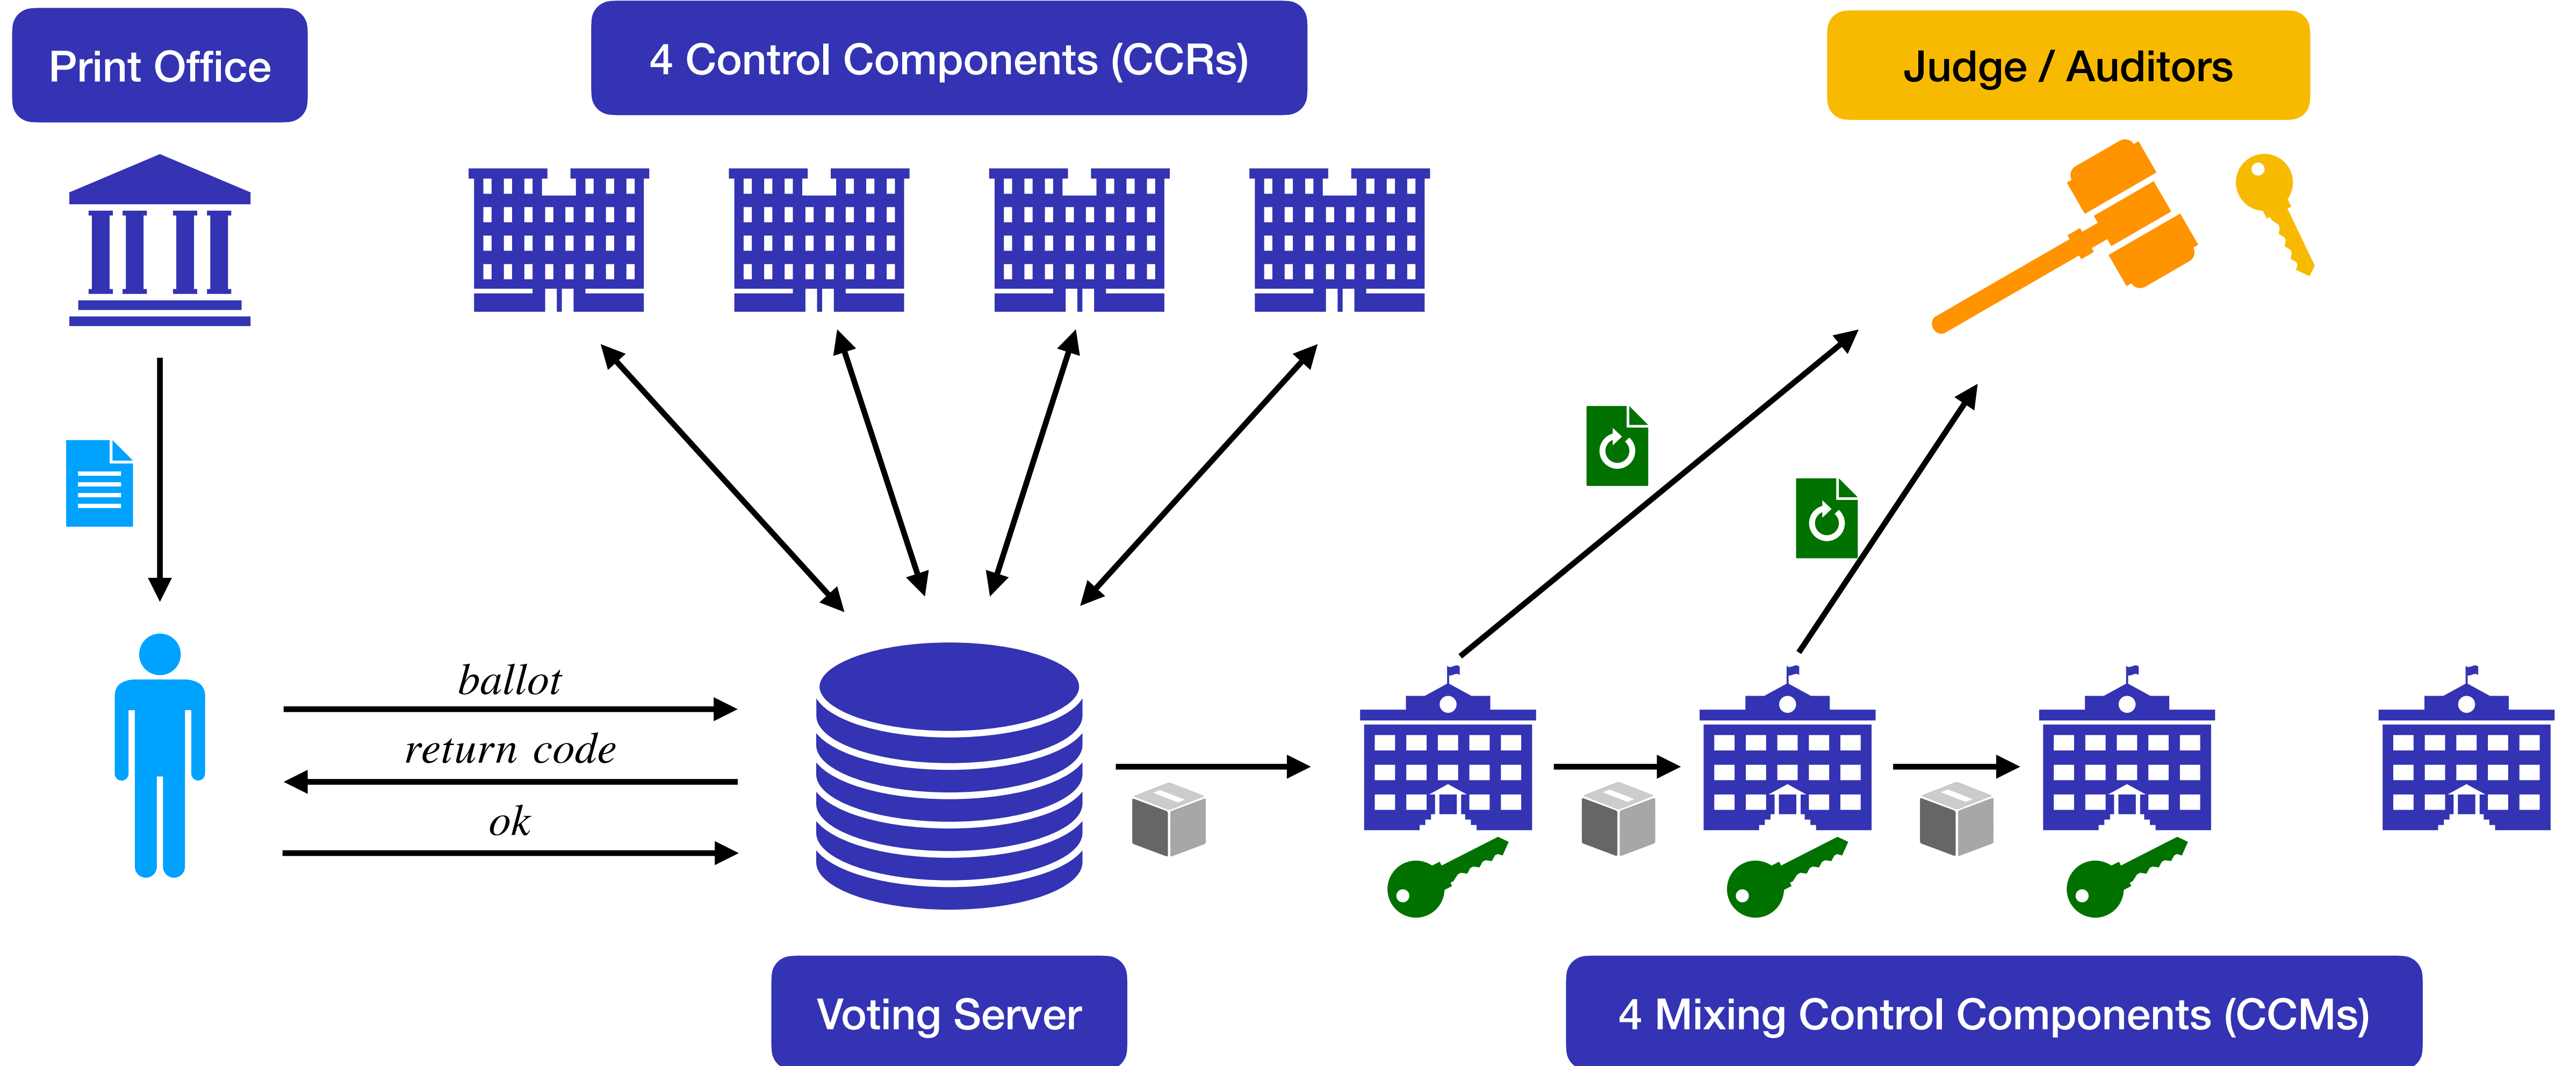 Print Office
4 Control Components (CCRs)
Judge / Auditors
ballot
return code
ok
Voting Server
4 Mixing Control Components (CCMs)